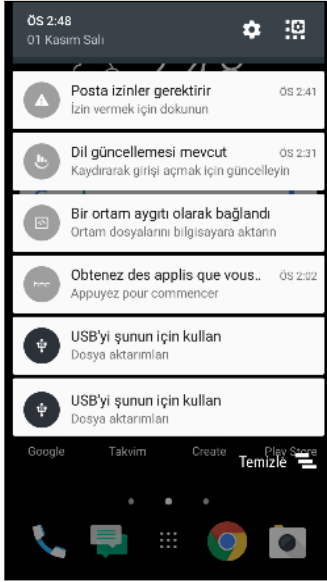 ÖS 2:48
01 Kasım Salı
Posta izinler gerektirir ÖS 2:41
İzin vermek için dokunun
Dil güncellemesi mevcut ÖS 2:31
Kaydırarak girişi açmak için güncelleyin
Bir ortam aygıtı olarak bağlandı
Ortam dosyalarını bilgisayara aktarın
hTC
Obtenez des applis que vous.. ÖS 2:02
Appuyez pour commencer
USB'yi şunun için kullan
Dosya aktarımları
USB'yi şunun için kullan
Dosya aktarımları
Google Takvim Create Play Store
Temizle